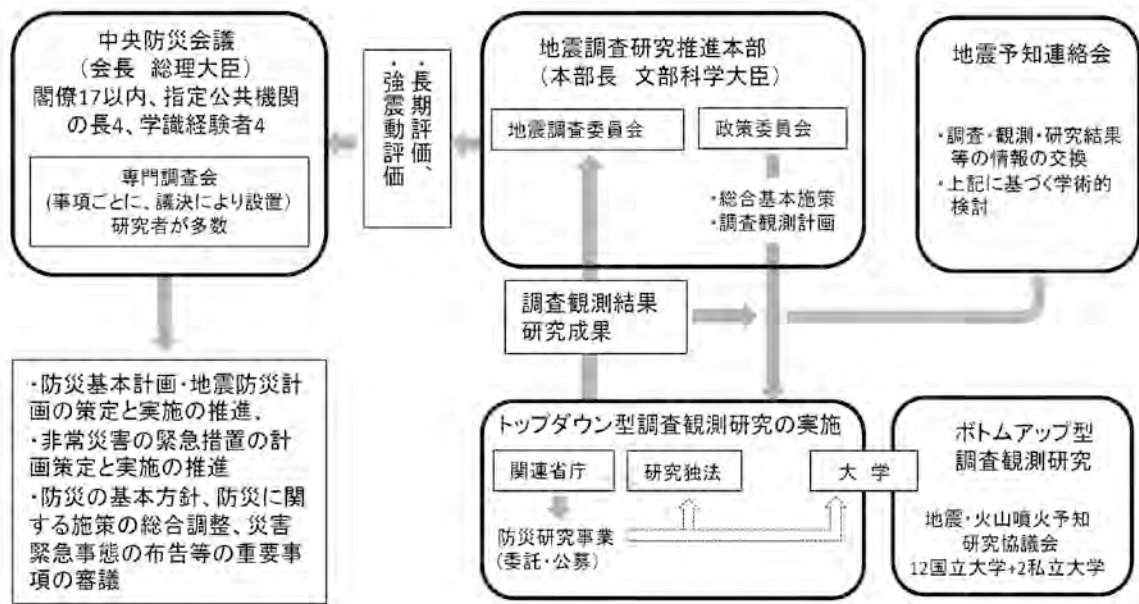 中央防災会議
(会長 総理大臣)
閣僚17以内、指定公共機関
の長4、学識経験者4
専門調査会
(事項ごとに、議決により設置)
研究者が多数
・長期評価、
・強震動評価
地震調査研究推進本部
(本部長 文部科学大臣)
地震調査委員会
政策委員会
・総合基本施策
・調査観測計画
地震予知連絡会
・調査・観測・研究結果
等の情報の交換
・上記に基づく学術的
検討
調査観測結果
研究成果
・防災基本計画・地震防災計
画の策定と実施の推進.
・非常災害の緊急措置の計
画策定と実施の推進
・防災の基本方針、防災に関
する施策の総合調整、災害
緊急事態の布告等の重要事
項の審議
トップダウン型調査観測研究の実施
関連省庁
研究独法
大 学
防災研究事業
(委託・公募)
ボトムアップ型
調査観測研究
地震・火山噴火予知
研究協議会
12国立大学+2私立大学